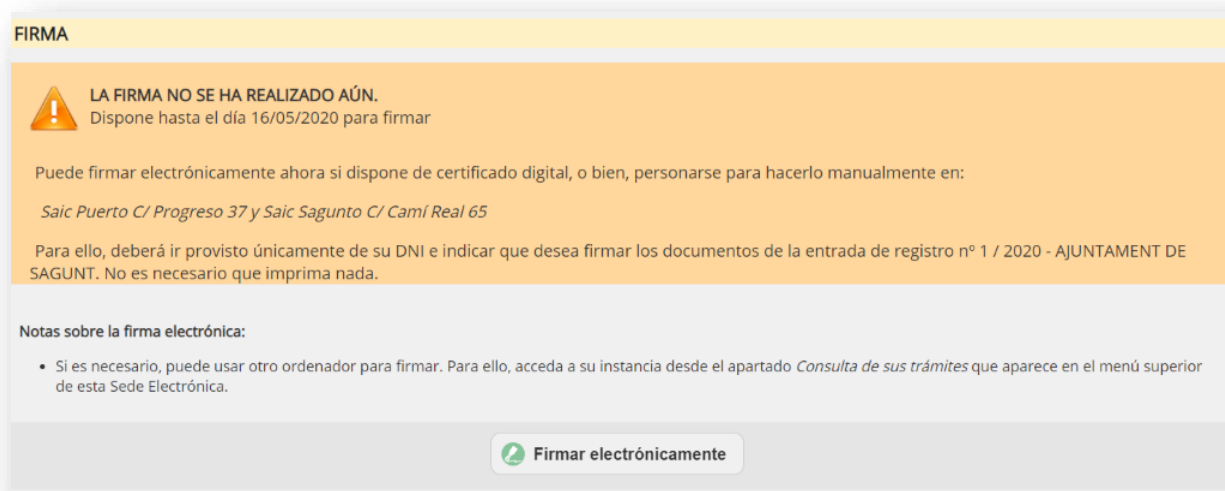 FIRMA
LA FIRMA NO SE HA REALIZADO AÚN.
Dispone hasta el día 16/05/2020 para firmar
Puede firmar electrónicamente ahora si dispone de certificado digital, o bien, personarse para hacerlo manualmente en:
Saic Puerto C/ Progreso 37 y Saic Sagunto C/ Camí Real 65
Para ello, deberá ir provisto únicamente de su DNI e indicar que desea firmar los documentos de la entrada de registro nº 1 / 2020 - AJUNTAMENT DE
SAGUNT. No es necesario que imprima nada.
Notas sobre la firma electrónica:
• Si es necesario, puede usar otro ordenador para firmar. Para ello, acceda a su instancia desde el apartado Consulta de sus trámites que aparece en el menú superior
de esta Sede Electrónica.
Firmar electrónicamente